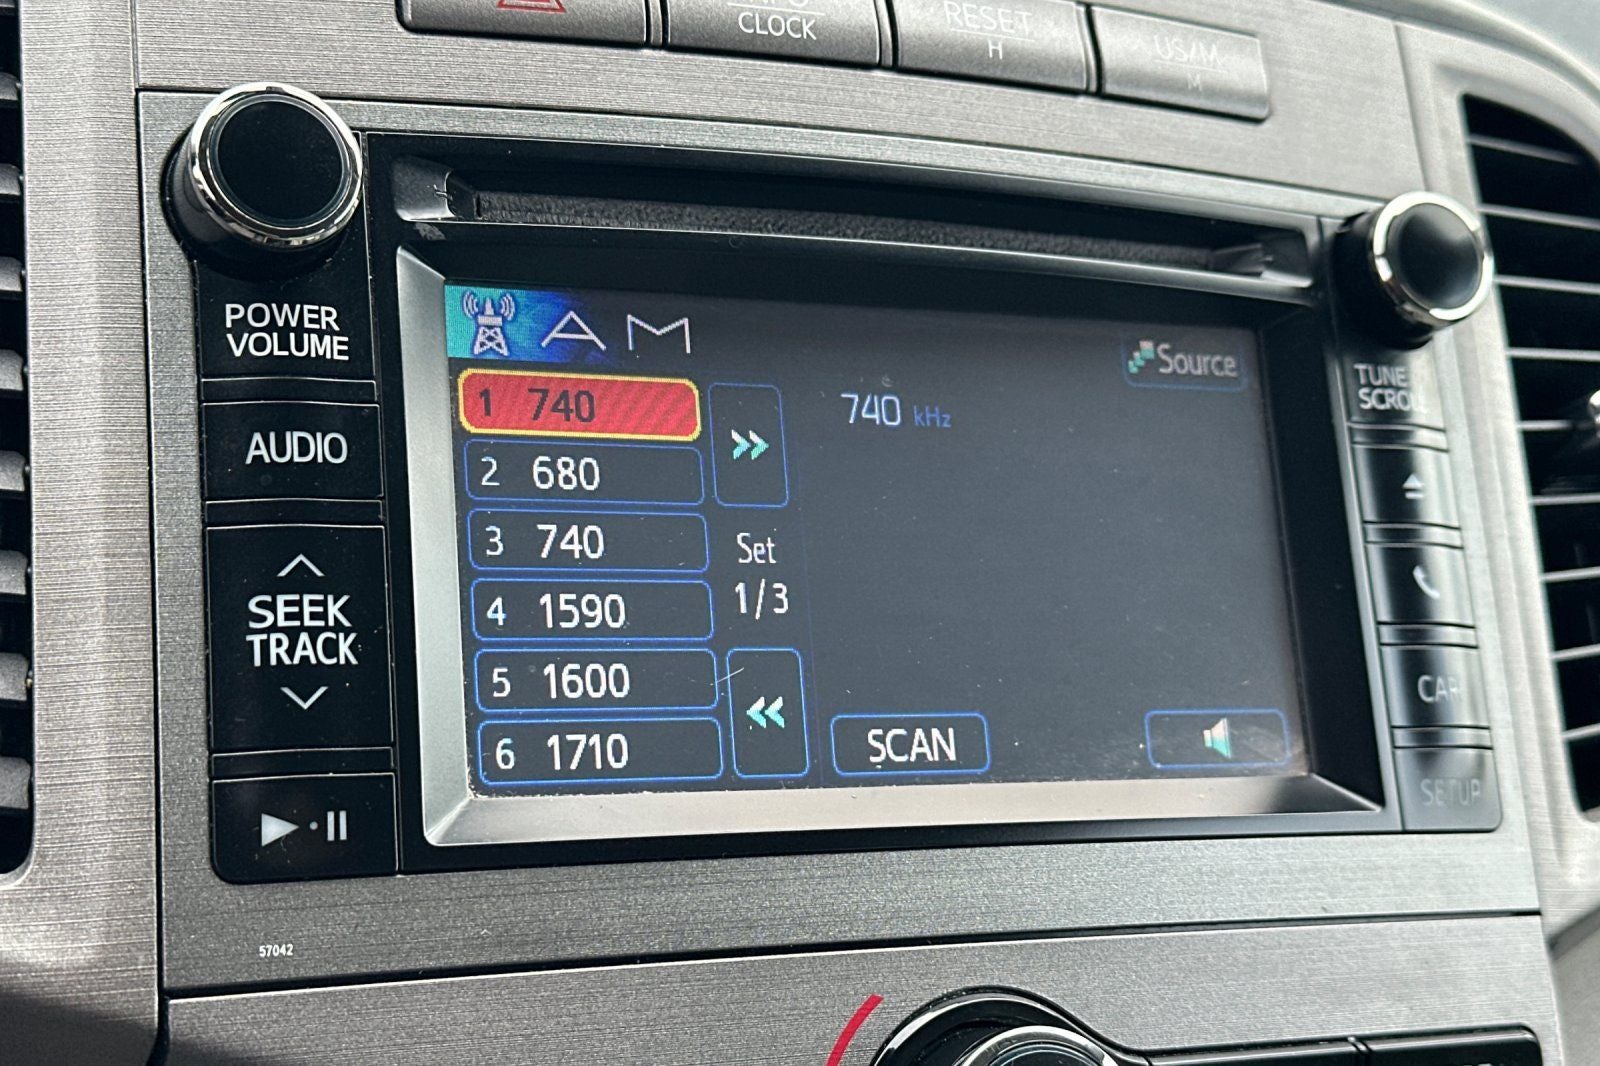 CLOCK
RESET
H
US/M
M
POWER
VOLUME
AUDIO
SEEK
TRACK
AM
Source
1 740
2 680
3 740
4 1590
5 1600
6 1710
Set
1/3
740 kHz
SCAN
TUNE
SCROLL
CAR
SETUP
57042